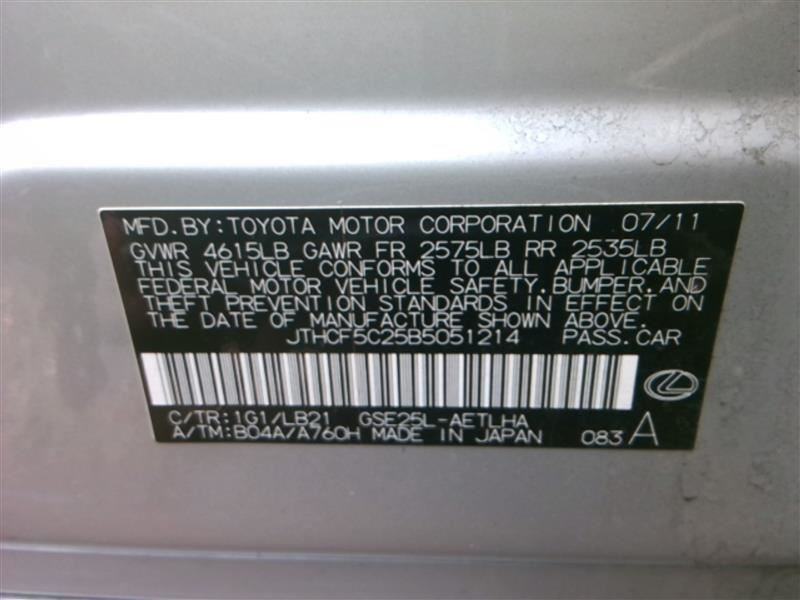 MFD.BY:TOYOTA MOTOR CORPORATION 07/11
GVWR 4615LB GAWR FR 2575LB RR 2535LB
THIS VEHICLE CONFORMS TO ALL APPLICABLE
FEDERAL MOTOR VEHICLE SAFETY.BUMPER.AND
THEFT PREVENTION STANDARDS IN EFFECT ON
THE DATE OF MANUFACTURE SHOWN ABOVE.
JTHCF5C25B5051214 PASS.CAR
C/TR:1G1/LB21 GSE25L-AETLHA
A/TM:B04A/A760H MADE IN JAPAN 083 A